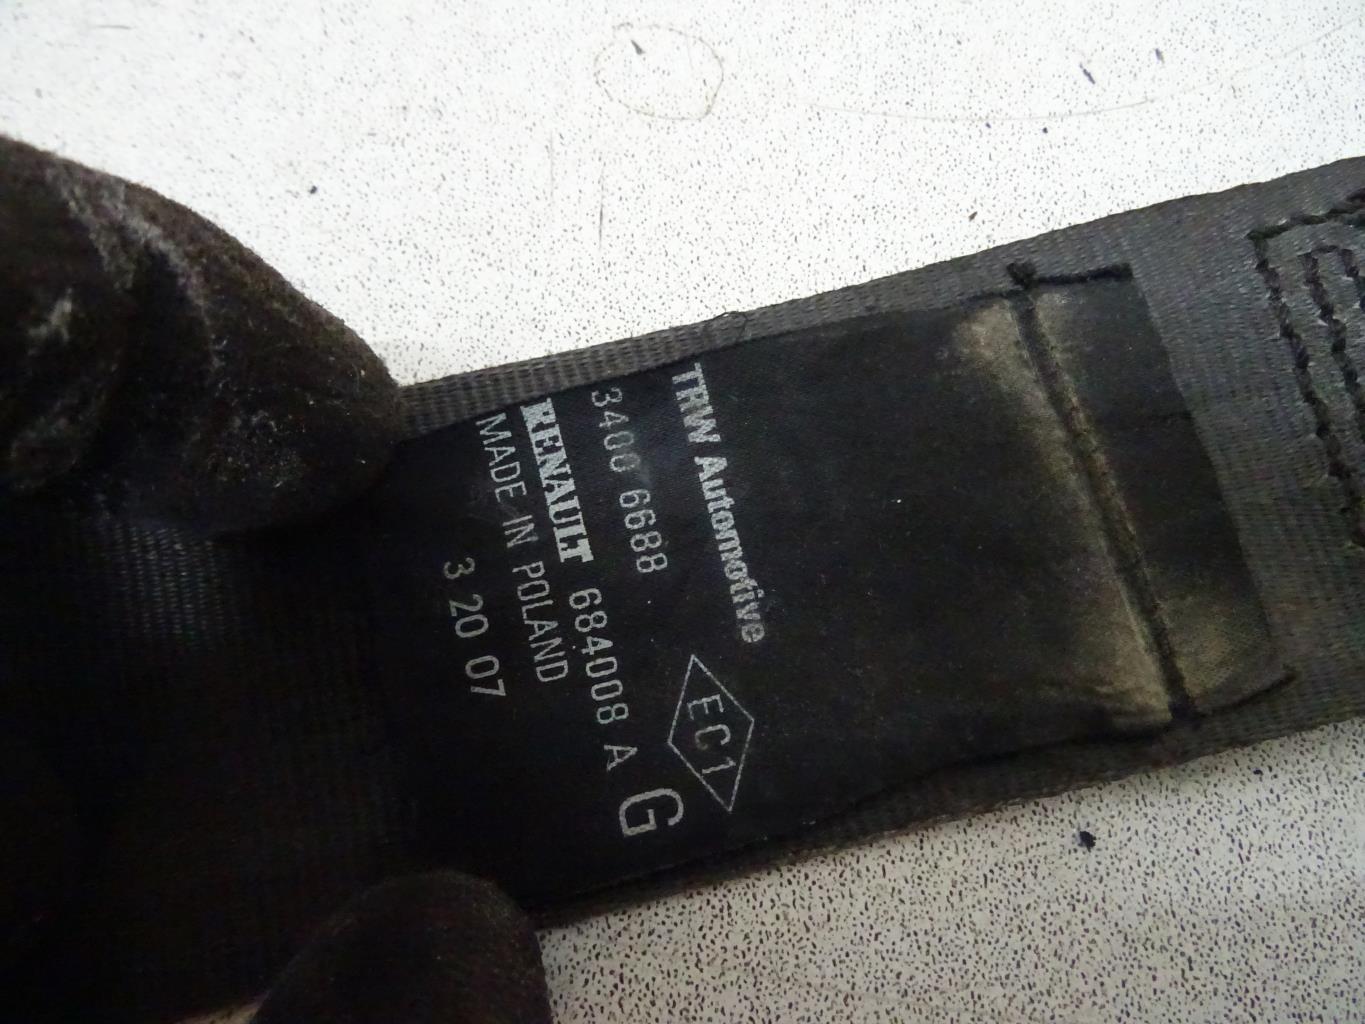 TRW Automotive
3400 6688
EC1
RENAULT 684008 A
G
MADE IN POLAND
3 20 07